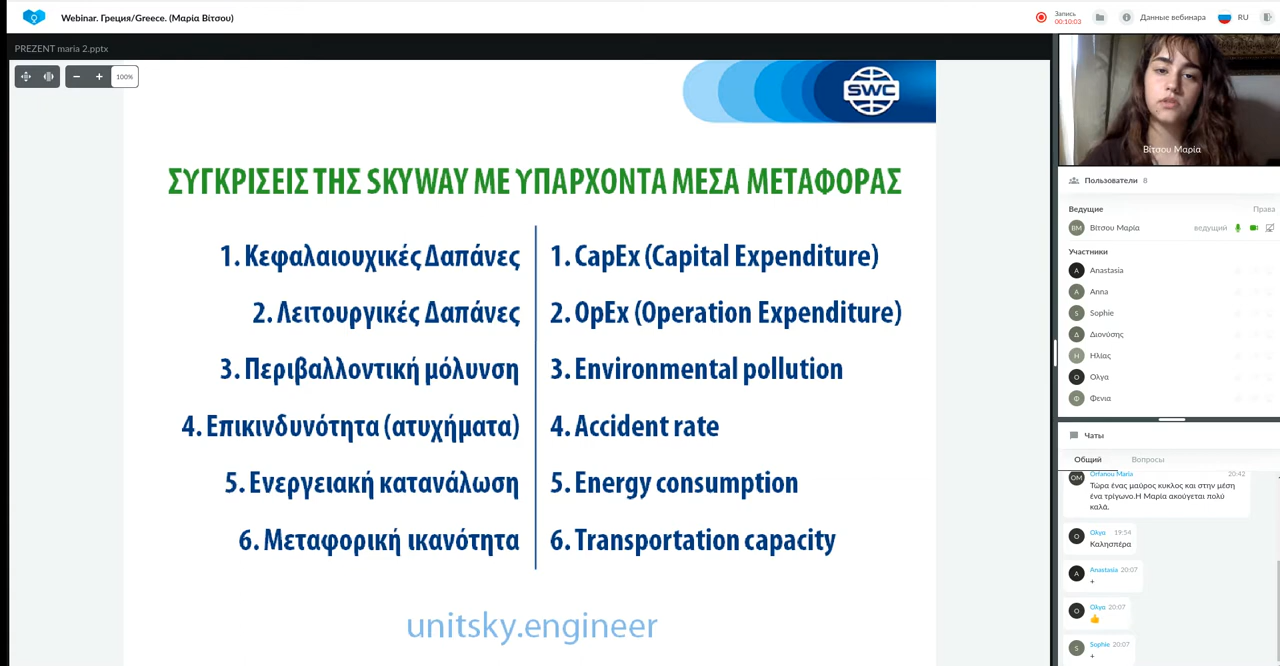 Webinar. Греция/Greece. (Μαρία Βίτσου)
Запись
00:10:03
Данные вебинара
RU
PREZENT maria 2.pptx
100%
SWC
ΣΥΓΚΡΙΣΕΙΣ ΤΗΣ SKYWAY ΜΕ ΥΠΑΡΧΟΝΤΑ ΜΕΣΑ ΜΕΤΑΦΟΡΑΣ
1. Κεφαλαιουχικές Δαπάνες
2. Λειτουργικές Δαπάνες
3. Περιβαλλοντική μόλυνση
4. Επικινδυνότητα (ατυχήματα)
5. Ενεργειακή κατανάλωση
6. Μεταφορική ικανότητα
1. CapEx (Capital Expenditure)
2. OpEx (Operation Expenditure)
3. Environmental pollution
4. Accident rate
5. Energy consumption
6. Transportation capacity
unitsky.engineer
Βίτσου Μαρία
Пользователи 8
Ведущие Права
ΒΜ Βίτσου Μαρία ведущий
Участники
A Anastasia
A Anna
S Sophie
Δ Διονύσης
Η Ηλίας
Ο Ολγα
Φ Φενια
Чаты
Общий Вопросы
OM Orfanou Maria 20:42
Τώρα ένας μαύρος κυκλος και στην μέση
ένα τρίγωνο.Η Μαρία ακούγεται πολύ
καλά.
Ο Ολγα 19:54
Καλησπέρα
A Anastasia 20:07
+
Ο Ολγα 20:07
👍
S Sophie 20:07
+